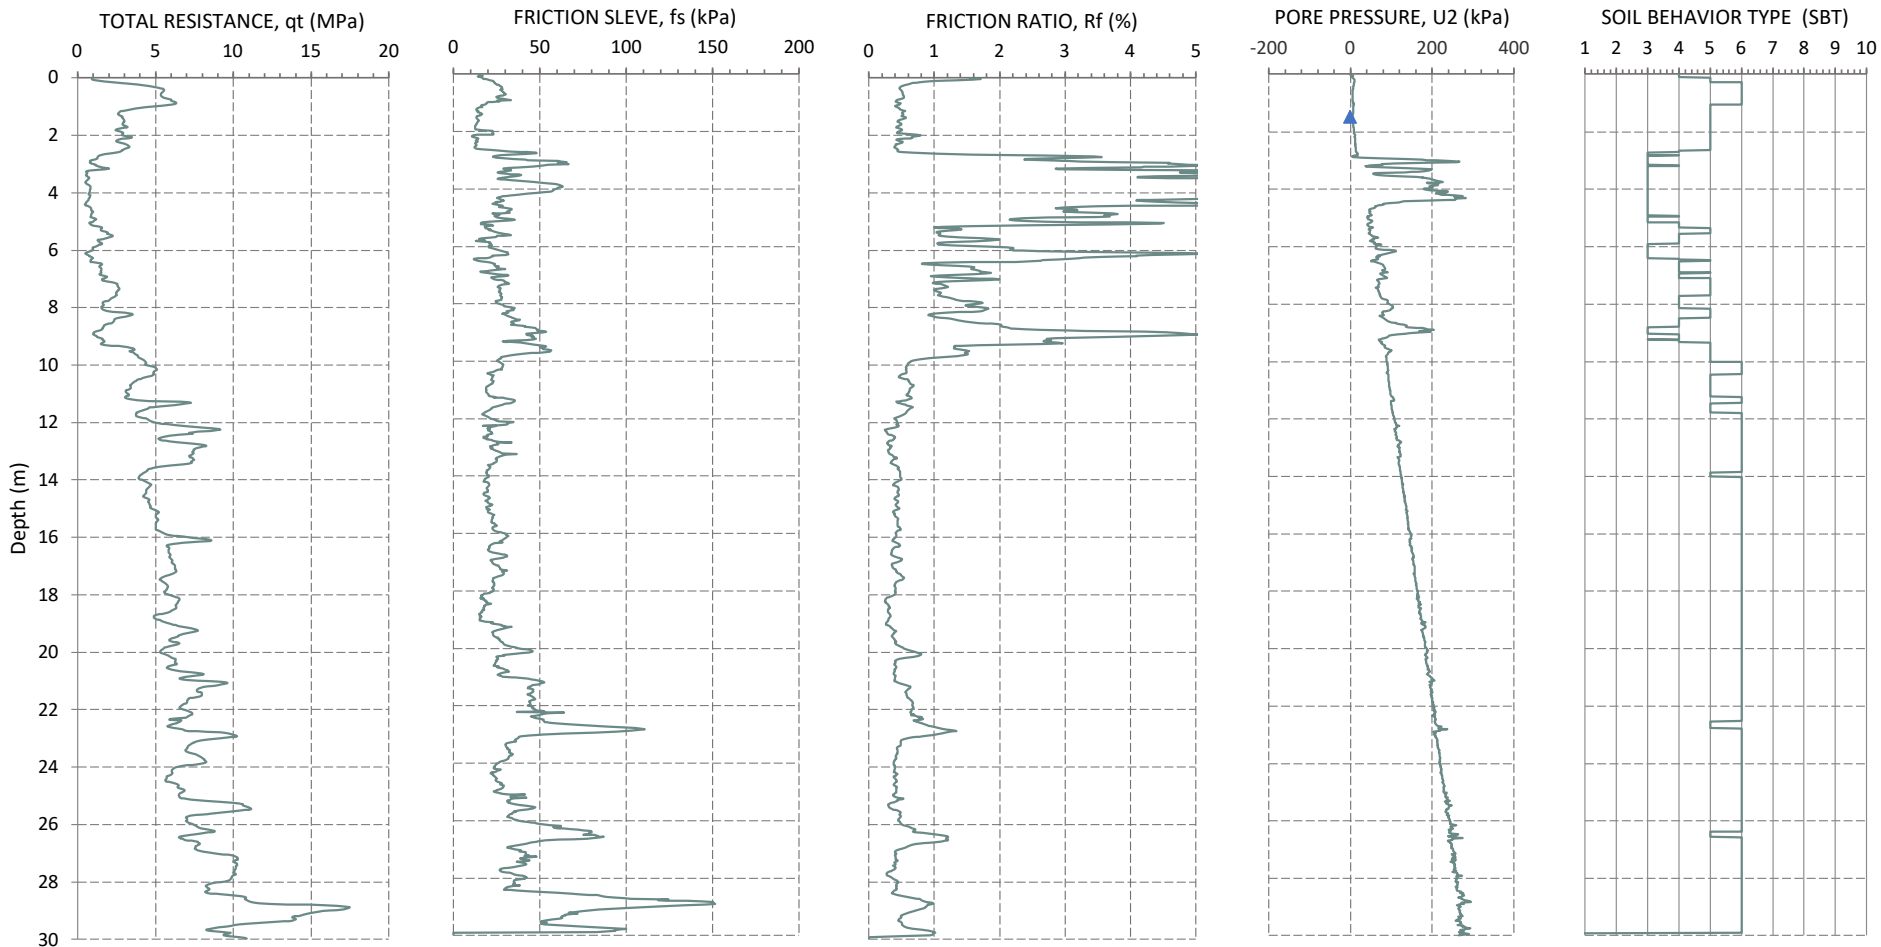 TOTAL RESISTANCE, qt (MPa)
0 5 10 15 20
FRICTION SLEVE, fs (kPa)
0 50 100 150 200
FRICTION RATIO, Rf (%)
0 1 2 3 4 5
PORE PRESSURE, U2 (kPa)
-200 0 200 400
SOIL BEHAVIOR TYPE (SBT)
1 2 3 4 5 6 7 8 9 10
Depth (m)
0
2
4
6
8
10
12
14
16
18
20
22
24
26
28
30